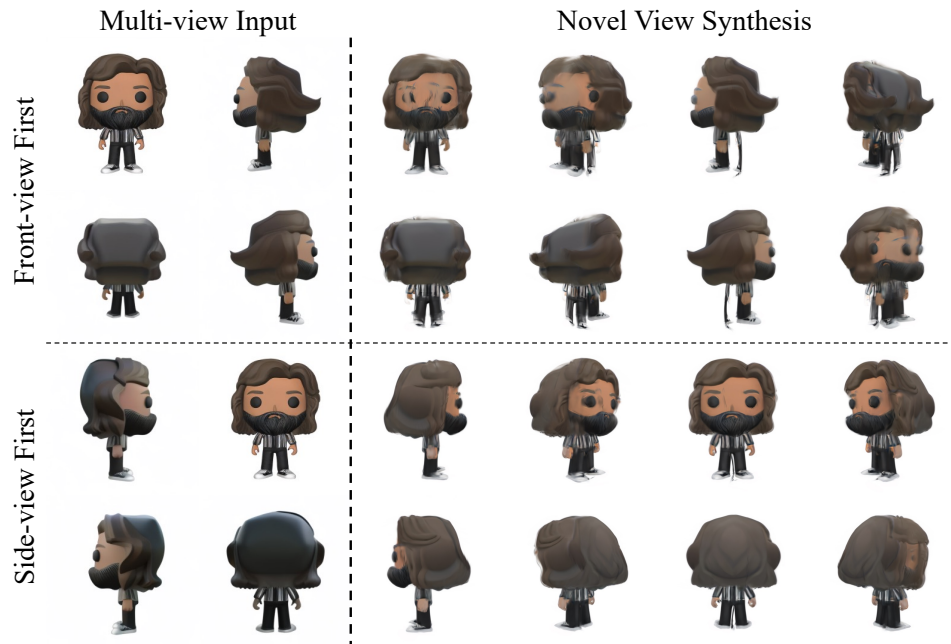 Multi-view Input
Novel View Synthesis
Front-view First
Side-view First